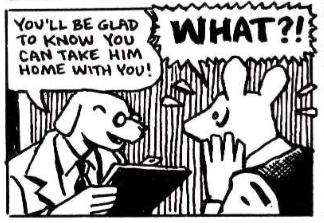 YOU'LL BE GLAD
TO KNOW YOU
CAN TAKE HIM
HOME WITH YOU!
WHAT?!